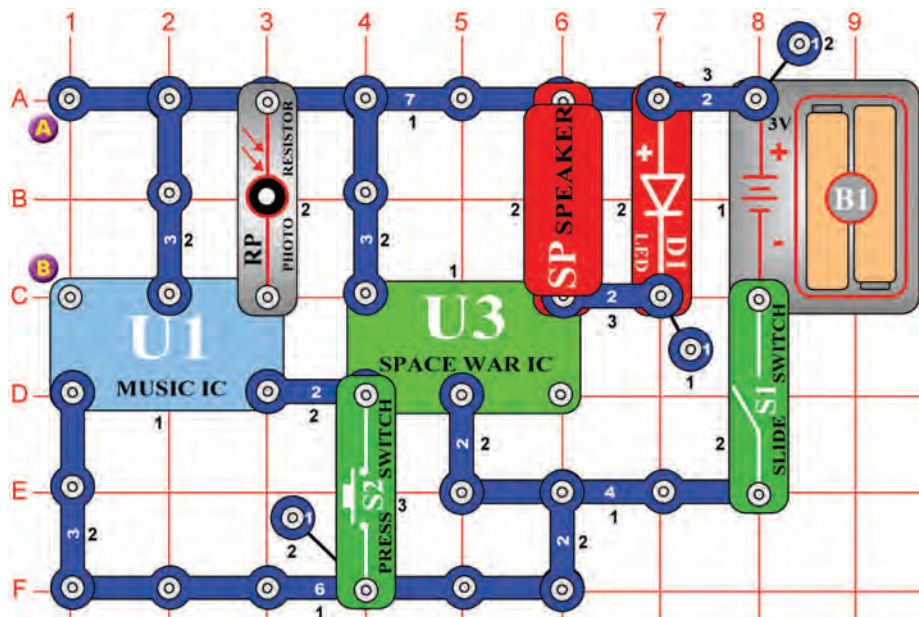 1 2 3 4 5 6 7 8 9
A
B
C
D
E
F
A
B
7
1
3
2
1 2
3 2
3 2
RP
PHOTO RESISTOR
2
SP SPEAKER
2
D1
LED
+
2
3V
+
-
1
B1
U1
MUSIC IC
1
U3
SPACE WAR IC
1
2
3
1
1
2
2
2
2
S1
SLIDE SWITCH
2
S2
PRESS SWITCH
3
4
1
2
2
3 2
1
2
6
1